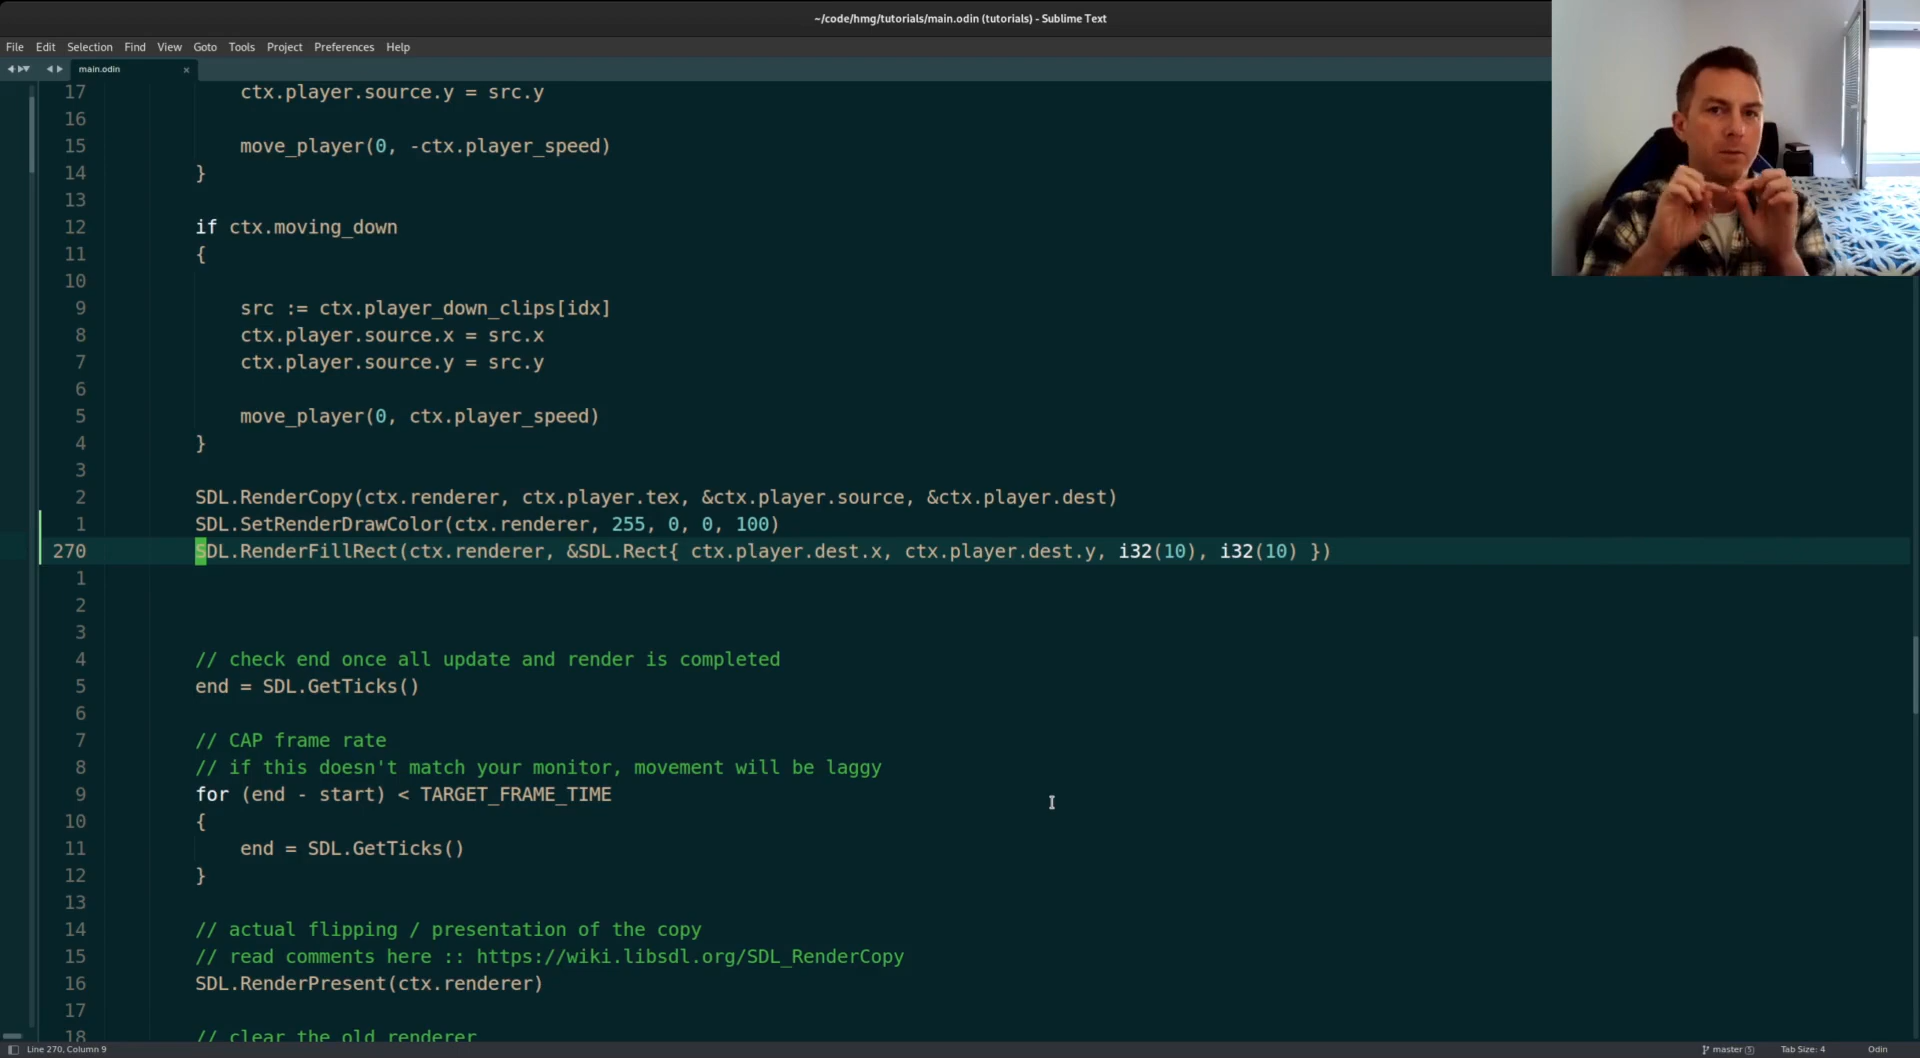 ~/code/hmg/tutorials/main.odin (tutorials) - Sublime Text
File Edit Selection Find View Goto Tools Project Preferences Help
main.odin
17 ctx.player.source.y = src.y
16
15 move_player(0, -ctx.player_speed)
14 }
13
12 if ctx.moving_down
11 {
10
9 src := ctx.player_down_clips[idx]
8 ctx.player.source.x = src.x
7 ctx.player.source.y = src.y
6
5 move_player(0, ctx.player_speed)
4 }
3
2 SDL.RenderCopy(ctx.renderer, ctx.player.tex, &ctx.player.source, &ctx.player.dest)
1 SDL.SetRenderDrawColor(ctx.renderer, 255, 0, 0, 100)
270 SDL.RenderFillRect(ctx.renderer, &SDL.Rect{ ctx.player.dest.x, ctx.player.dest.y, i32(10), i32(10) })
1
2
3
4 // check end once all update and render is completed
5 end = SDL.GetTicks()
6
7 // CAP frame rate
8 // if this doesn't match your monitor, movement will be laggy
9 for (end - start) < TARGET_FRAME_TIME
10 {
11 end = SDL.GetTicks()
12 }
13
14 // actual flipping / presentation of the copy
15 // read comments here :: https://wiki.libsdl.org/SDL_RenderCopy
16 SDL.RenderPresent(ctx.renderer)
17
18 // clear the old renderer
Line 270, Column 9 master 5 Tab Size: 4 Odin